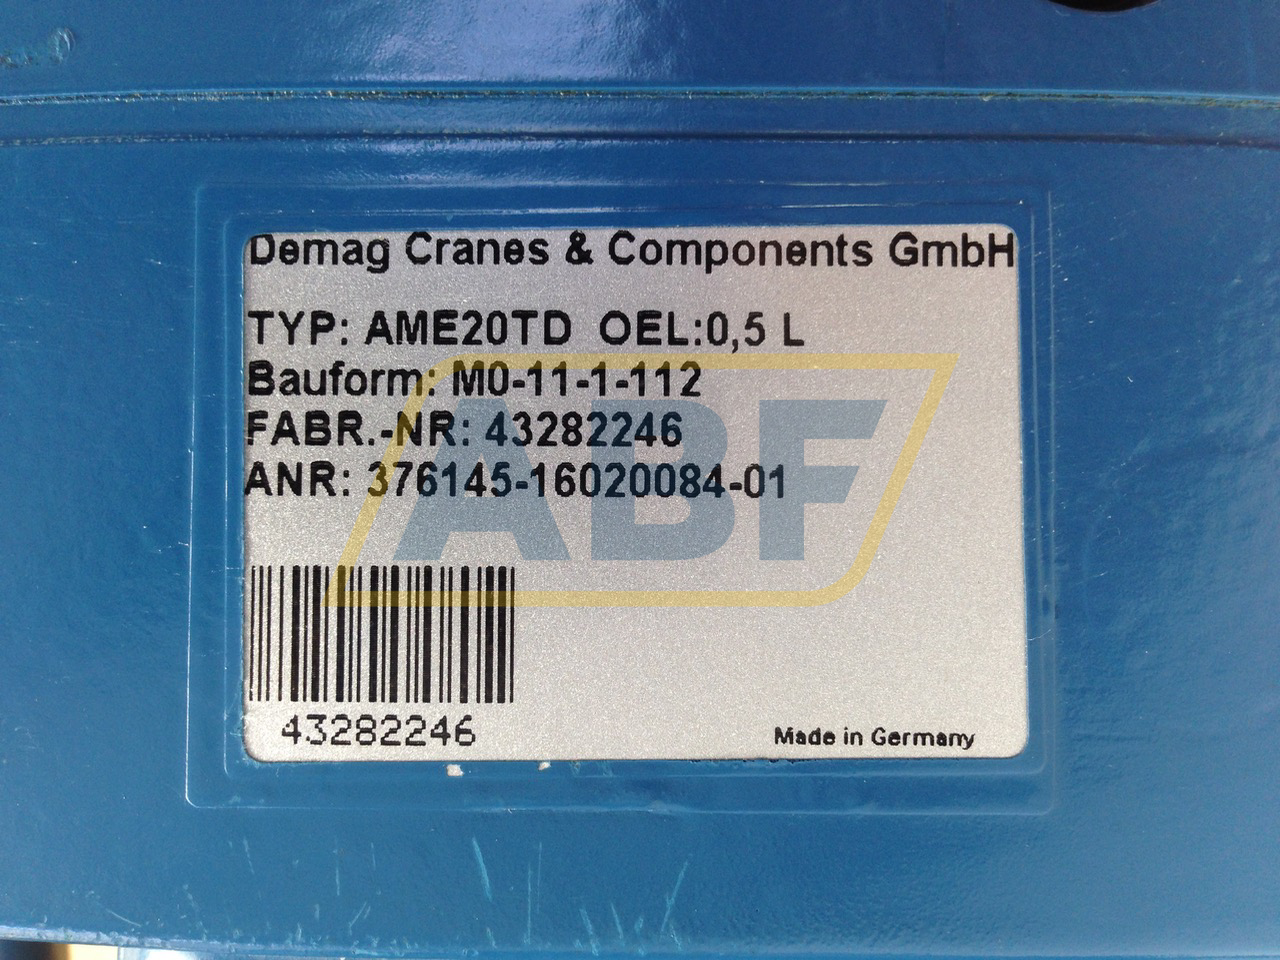 Demag Cranes & Components GmbH
TYP: AME20TD OEL:0,5 L
Bauform: M0-11-1-112
FABR.-NR: 43282246
ANR: 376145-16020084-01
ABF
43282246
Made in Germany